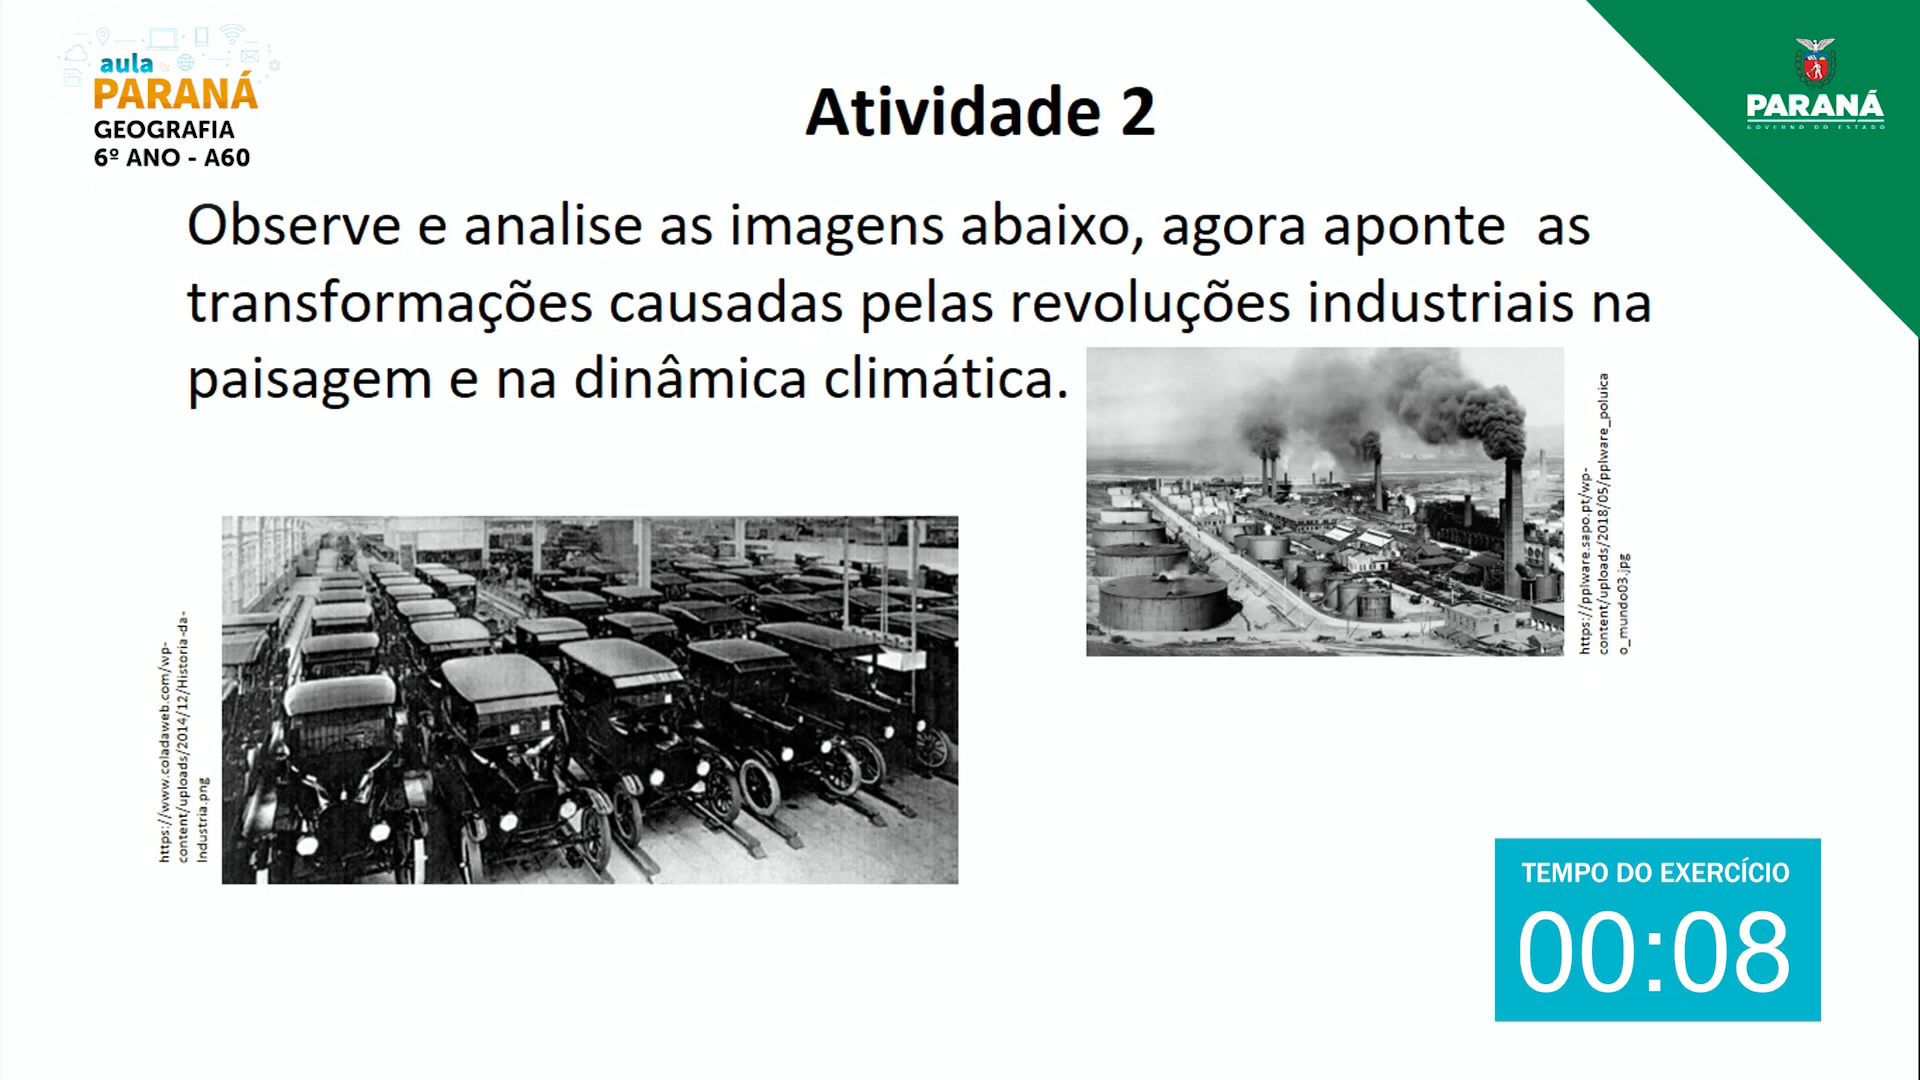 aula
PARANÁ
GEOGRAFIA
6º ANO - A60
Atividade 2
PARANÁ
GOVERNO DO ESTADO
Observe e analise as imagens abaixo, agora aponte  as
transformações causadas pelas revoluções industriais na
paisagem e na dinâmica climática.
https://pplware.sapo.pt/wp-
content/uploads/2018/05/pplware_poluica
o_mundo03.jpg
https://www.coladaweb.com/wp-
content/uploads/2014/12/Historia-da-
Industria.png
TEMPO DO EXERCÍCIO
00:08